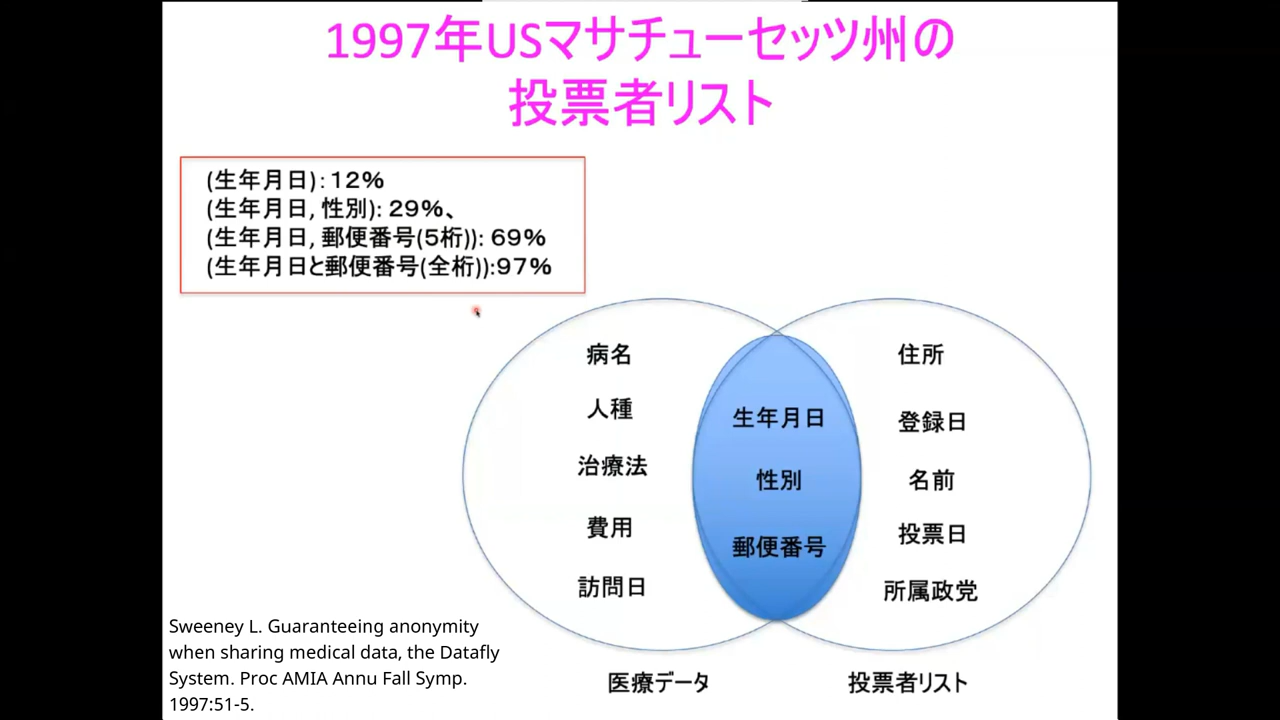 1997年USマサチューセッツ州の
投票者リスト
(生年月日): 12%
(生年月日, 性別): 29%、
(生年月日, 郵便番号(5桁)): 69%
(生年月日と郵便番号(全桁)):97%
病名
人種
治療法
費用
訪問日
生年月日
性別
郵便番号
住所
登録日
名前
投票日
所属政党
医療データ
投票者リスト
Sweeney L. Guaranteeing anonymity
when sharing medical data, the Datafly
System. Proc AMIA Annu Fall Symp.
1997:51-5.